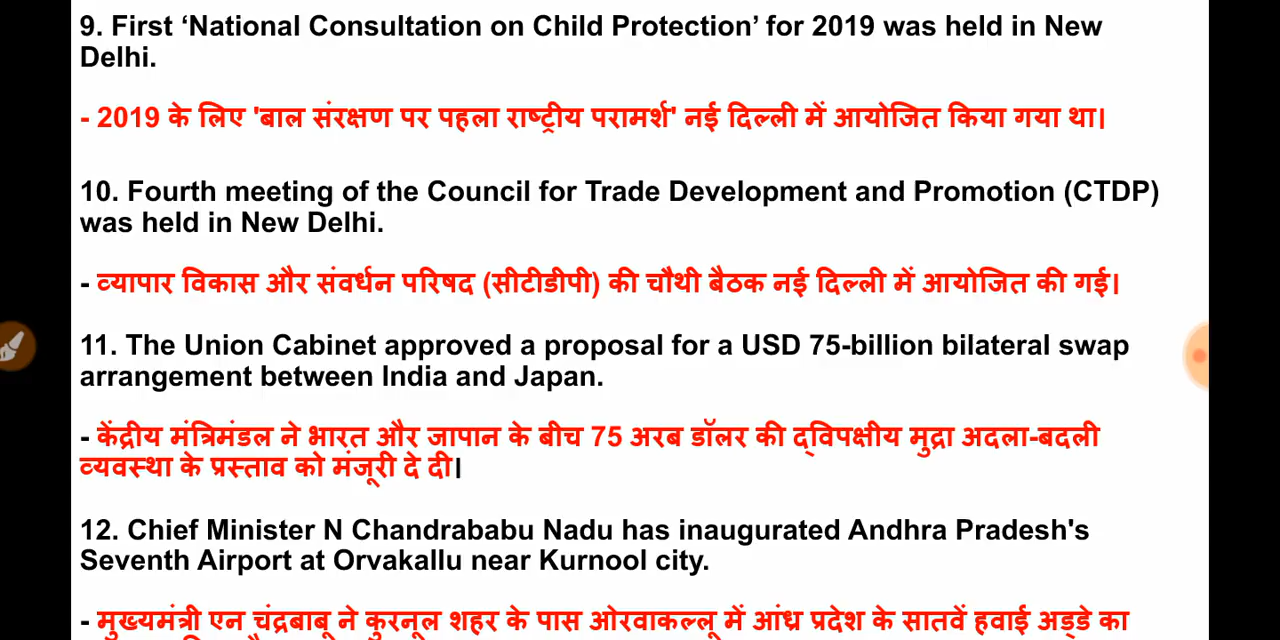 9. First ‘National Consultation on Child Protection’ for 2019 was held in New
Delhi.
- 2019 के लिए 'बाल संरक्षण पर पहला राष्ट्रीय परामर्श' नई दिल्ली में आयोजित किया गया था।
10. Fourth meeting of the Council for Trade Development and Promotion (CTDP)
was held in New Delhi.
- व्यापार विकास और संवर्धन परिषद (सीटीडीपी) की चौथी बैठक नई दिल्ली में आयोजित की गई।
11. The Union Cabinet approved a proposal for a USD 75-billion bilateral swap
arrangement between India and Japan.
- केंद्रीय मंत्रिमंडल ने भारत और जापान के बीच 75 अरब डॉलर की द्विपक्षीय मुद्रा अदला-बदली
व्यवस्था के प्रस्ताव को मंजूरी दे दी।
12. Chief Minister N Chandrababu Nadu has inaugurated Andhra Pradesh's
Seventh Airport at Orvakallu near Kurnool city.
- मुख्यमंत्री एन चंद्रबाबू ने कुरनूल शहर के पास ओरवाकल्लू में आंध्र प्रदेश के सातवें हवाई अड्डे का